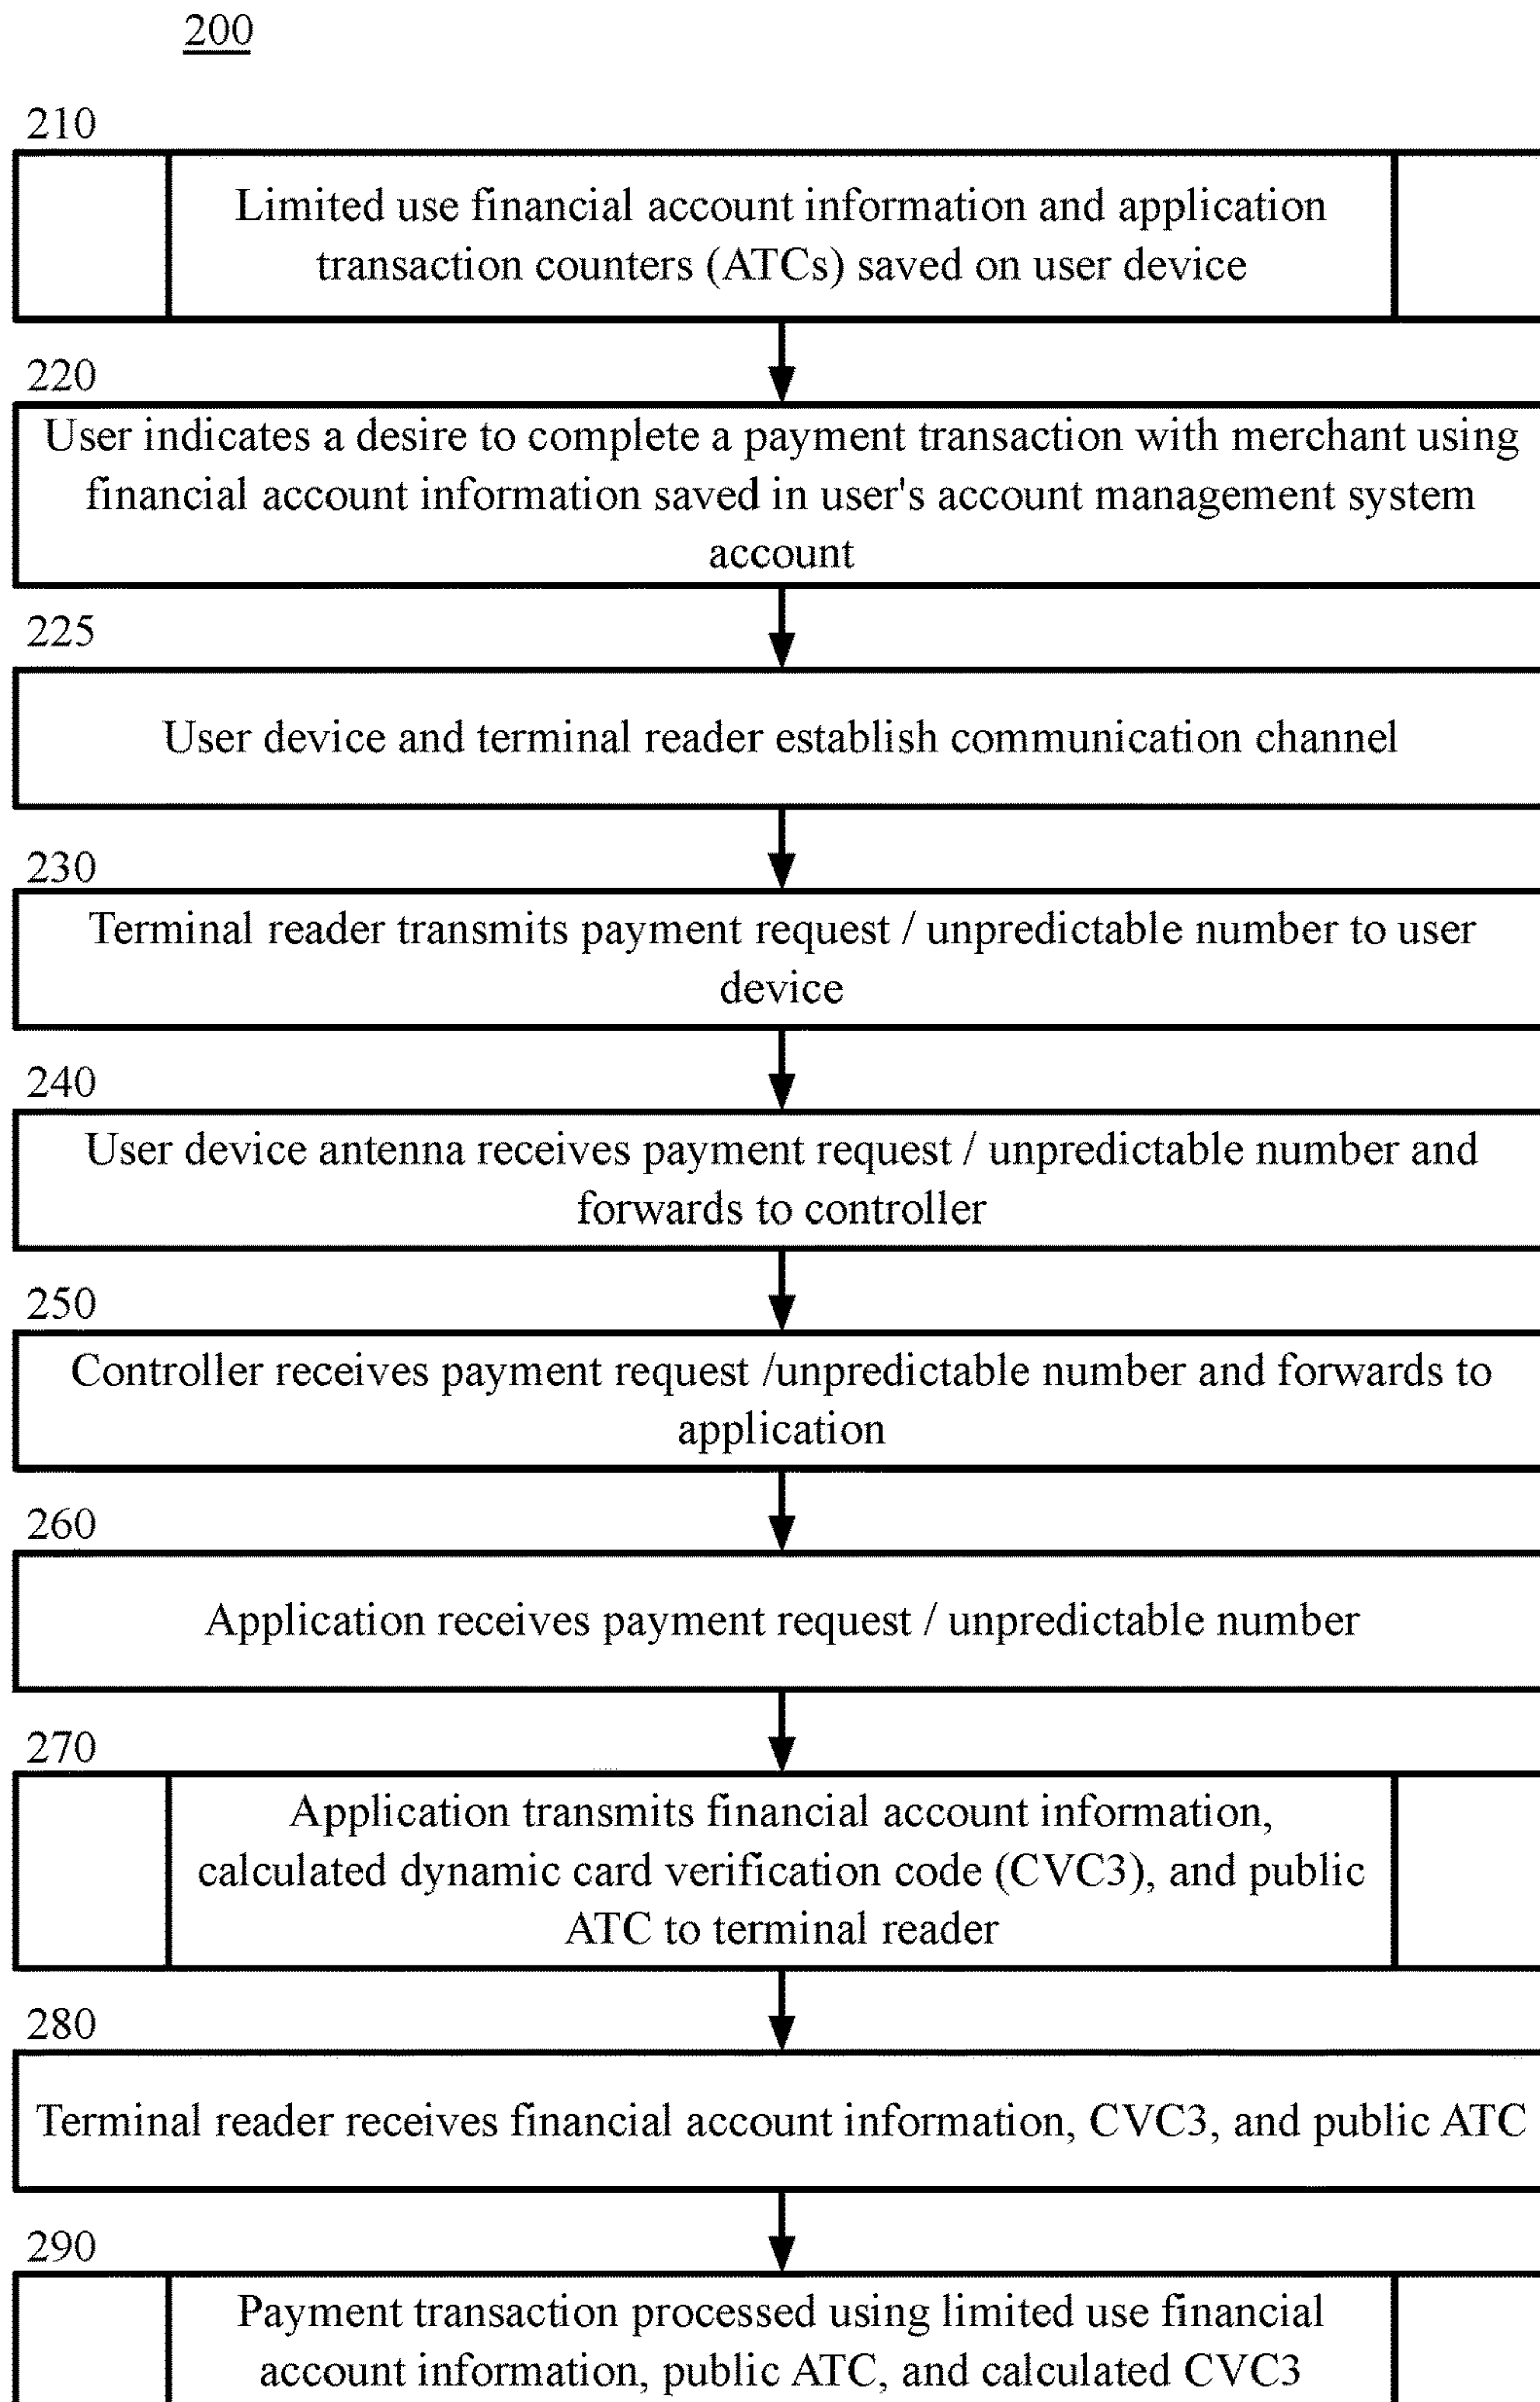 200
210
Limited use financial account information and application
transaction counters (ATCs) saved on user device
220
User indicates a desire to complete a payment transaction with merchant using
financial account information saved in user's account management system
account
225
User device and terminal reader establish communication channel
230
Terminal reader transmits payment request / unpredictable number to user
device
240
User device antenna receives payment request / unpredictable number and
forwards to controller
250
Controller receives payment request /unpredictable number and forwards to
application
260
Application receives payment request / unpredictable number
270
Application transmits financial account information,
calculated dynamic card verification code (CVC3), and public
ATC to terminal reader
280
Terminal reader receives financial account information, CVC3, and public ATC
290
Payment transaction processed using limited use financial
account information, public ATC, and calculated CVC3